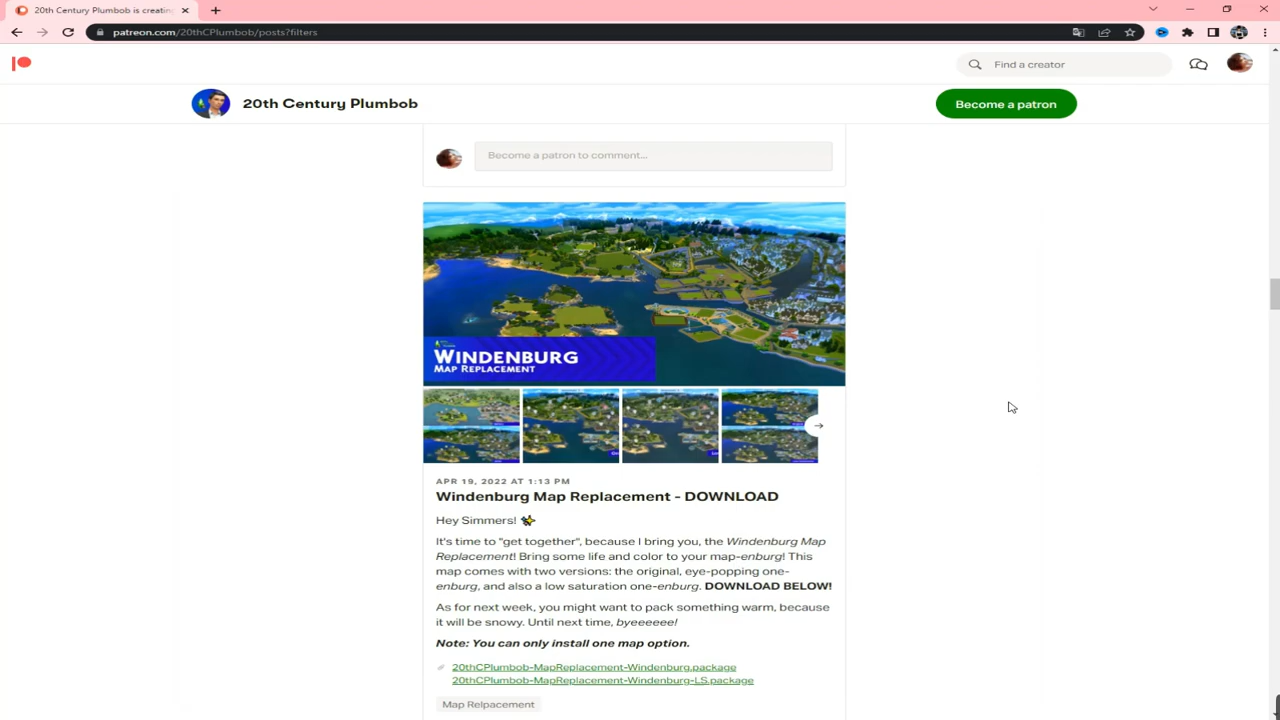 20th Century Plumbob is creatin
patreon.com/20thCPlumbob/posts?filters
Find a creator
20th Century Plumbob
Become a patron
Become a patron to comment...
WINDENBURG
MAP REPLACEMENT
APR 19, 2022 AT 1:13 PM
Windenburg Map Replacement - DOWNLOAD
Hey Simmers! ✨
It's time to "get together", because I bring you, the Windenburg Map
Replacement! Bring some life and color to your map-enburg! This
map comes with two versions: the original, eye-popping one-
enburg, and also a low saturation one-enburg. DOWNLOAD BELOW!
As for next week, you might want to pack something warm, because
it will be snowy. Until next time, byeeeeee!
Note: You can only install one map option.
20thCPlumbob-MapReplacement-Windenburg.package
20thCPlumbob-MapReplacement-Windenburg-LS.package
Map Relpacement